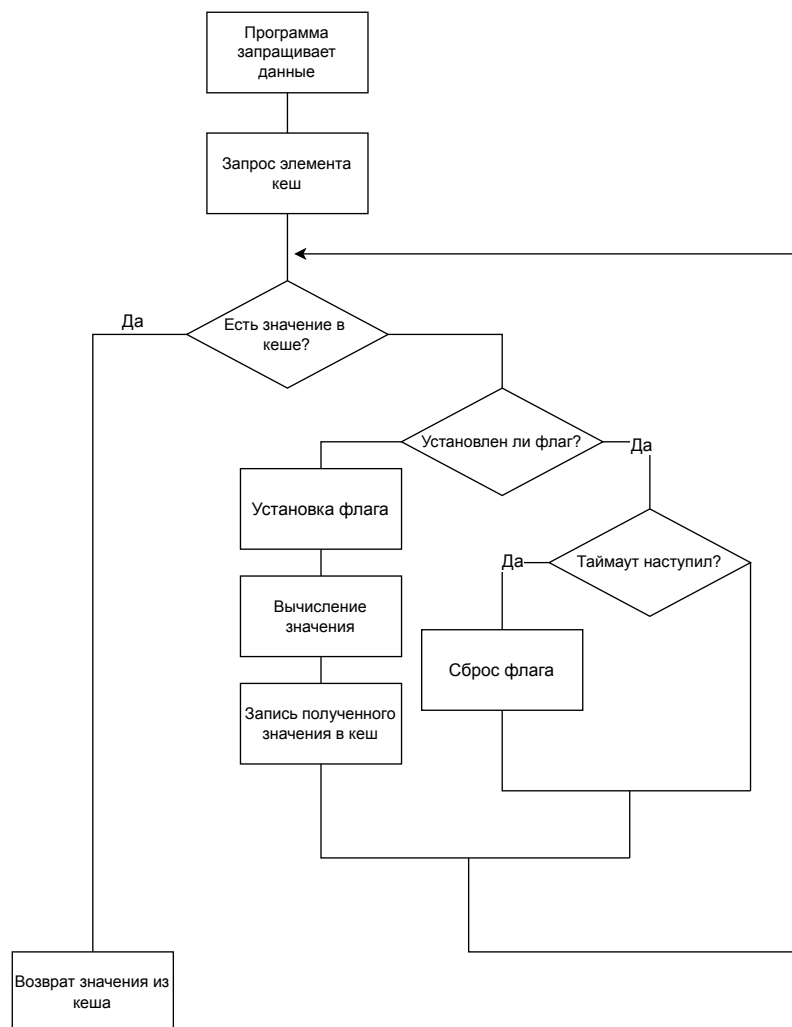 Программа
запращивает
данные
Запрос элемента
кеш
Да
Есть значение в
кеше?
Установлен ли флаг?
Да
Установка флага
Таймаут наступил?
Да
Вычисление
значения
Сброс флага
Запись полученного
значения в кеш
Возврат значения из
кеша